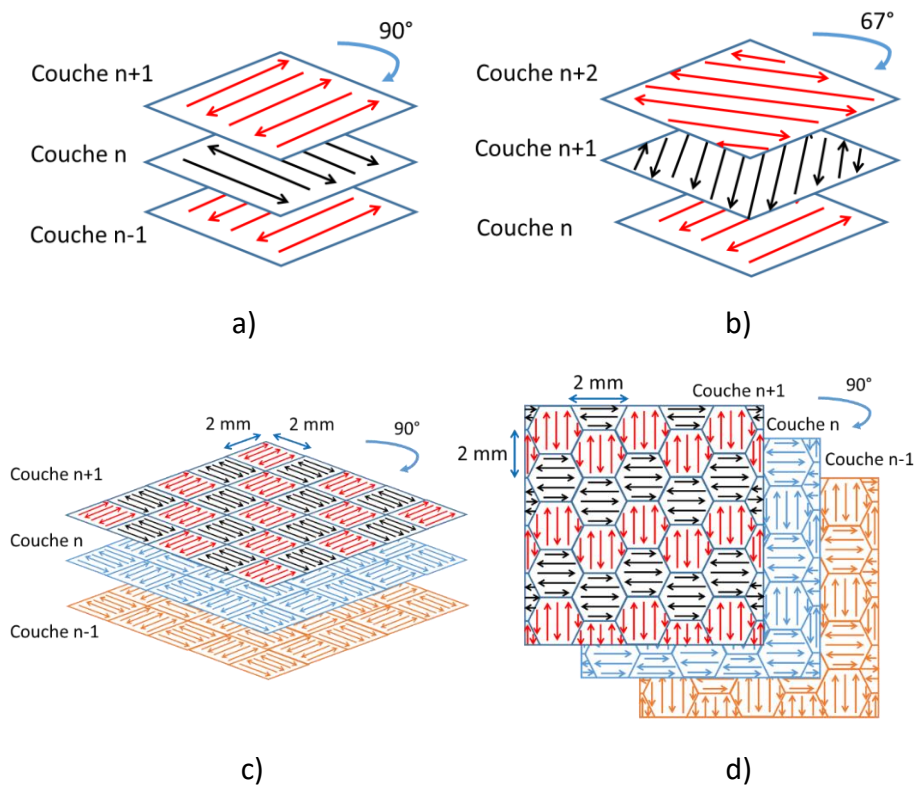 90°
Couche n+1
Couche n
Couche n-1
a)
67°
Couche n+2
Couche n+1
Couche n
b)
2 mm
2 mm
90°
Couche n+1
Couche n
Couche n-1
c)
2 mm
Couche n+1
90°
Couche n
2 mm
Couche n-1
d)